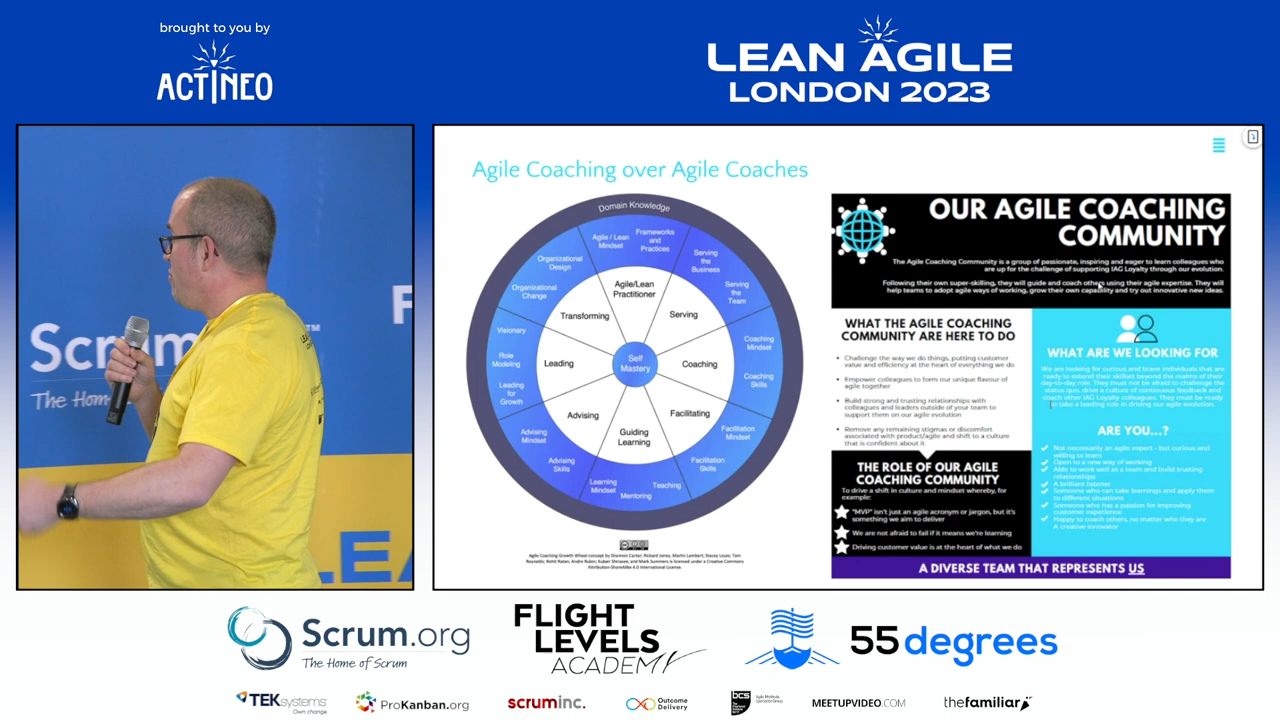 brought to you by
ACTINEO
LEAN AGILE
LONDON 2023
Scrum
™
The Hom
F
LEA
Agile Coaching over Agile Coaches
Domain Knowledge
Agile / Lean
Mindset
Frameworks
and
Practices
Serving
the
Business
Serving
the
Team
Coaching
Mindset
Coaching
Skills
Facilitation
Mindset
Facilitation
Skills
Teaching
Mentoring
Learning
Mindset
Advising
Skills
Advising
Mindset
Leading
for
Growth
Role
Modeling
Visionary
Organizational
Change
Organizational
Design
Agile/Lean
Practitioner
Serving
Coaching
Facilitating
Guiding
Learning
Advising
Leading
Transforming
Self
Mastery
Agile Coaching Growth Wheel concept by Shannon Carter, Rickard Jones, Martin Lambert, Stacey Louie, Tom
Reynolds, Rohit Ratan, Andre Rubin, Kubair Shirazee, and Mark Summers is licensed under a Creative Commons
Attribution-ShareAlike 4.0 International License.
OUR AGILE COACHING
COMMUNITY
The Agile Coaching Community is a group of passionate, inspiring and eager to learn colleagues who
are up for the challenge of supporting IAG Loyalty through our evolution.
Following their own super-skilling, they will guide and coach others using their agile expertise. They will
help teams to adopt agile ways of working, grow their own capability and try out innovative new ideas.
WHAT THE AGILE COACHING
COMMUNITY ARE HERE TO DO
Challenge the way we do things, putting customer
value and efficiency at the heart of everything we do
Empower colleagues to form our unique flavour of
agile together
Build strong and trusting relationships with
colleagues and leaders outside of your team to
support them on our agile evolution
Remove any remaining stigmas or discomfort
associated with product/agile and shift to a culture
that is confident about it
THE ROLE OF OUR AGILE
COACHING COMMUNITY
To drive a shift in culture and mindset whereby, for
example:
"MVP" isn't just an agile acronym or jargon, but it's
something we aim to deliver
We are not afraid to fail if it means we're learning
Driving customer value is at the heart of what we do
WHAT ARE WE LOOKING FOR
We are looking for curious and brave individuals that are
ready to extend their skillset beyond the realms of their
day-to-day role. They must not be afraid to challenge the
status quo, drive a culture of continuous feedback and
coach other IAG Loyalty colleagues. They must be ready
to take a leading role in driving our agile evolution.
ARE YOU...?
Not necessarily an agile expert - but curious and
willing to learn
Open to a new way of working
Able to work well as a team and build trusting
relationships
A brilliant listener
Someone who can take learnings and apply them
to different situations
Someone who has a passion for improving
customer experience
Happy to coach others, no matter who they are
A creative innovator
A DIVERSE TEAM THAT REPRESENTS US
Scrum.org
The Home of Scrum
FLIGHT
LEVELS
ACADEMY
55degrees
TEKsystems
Own change
ProKanban.org
scruminc.
Outcome
Delivery
bcs
MEETUPVIDEO.COM
thefamiliar